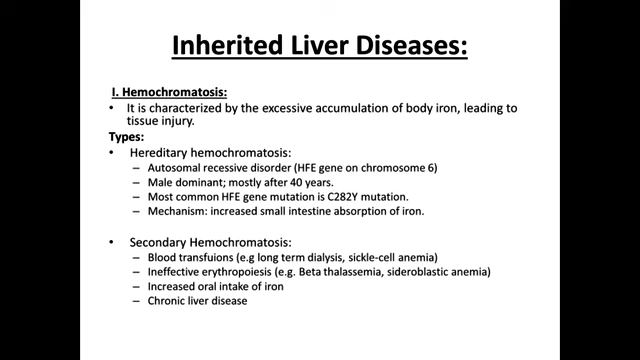 Inherited Liver Diseases:
I. Hemochromatosis:
• It is characterized by the excessive accumulation of body iron, leading to
tissue injury.
Types:
• Hereditary hemochromatosis:
– Autosomal recessive disorder (HFE gene on chromosome 6)
– Male dominant; mostly after 40 years.
– Most common HFE gene mutation is C282Y mutation.
– Mechanism: increased small intestine absorption of iron.
• Secondary Hemochromatosis:
– Blood transfuions (e.g long term dialysis, sickle-cell anemia)
– Ineffective erythropoiesis (e.g. Beta thalassemia, sideroblastic anemia)
– Increased oral intake of iron
– Chronic liver disease